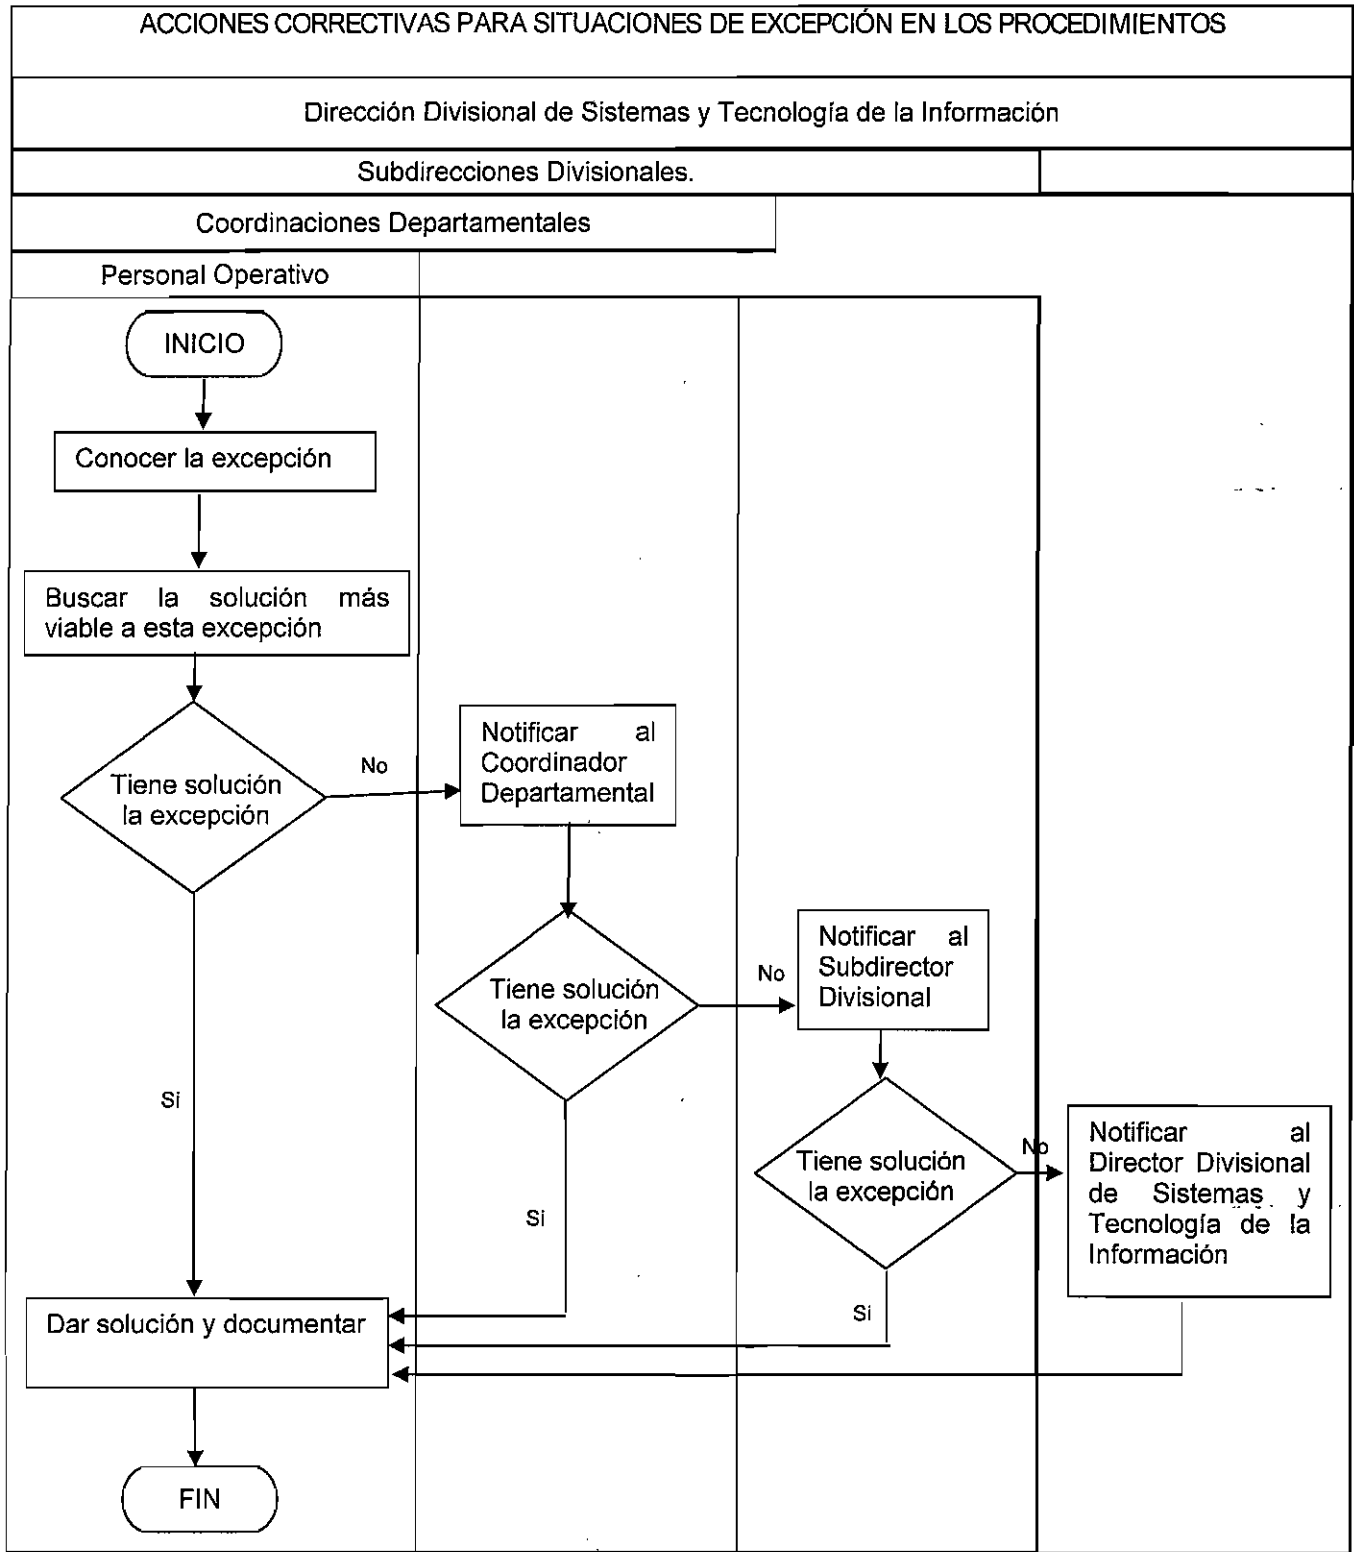 ACCIONES CORRECTIVAS PARA SITUACIONES DE EXCEPCIÓN EN LOS PROCEDIMIENTOS
Dirección Divisional de Sistemas y Tecnología de la Información
Subdirecciones Divisionales.
Coordinaciones Departamentales
Personal Operativo
INICIO
Conocer la excepción
Buscar la solución más
viable a esta excepción
Tiene solución
la excepción
No
Notificar al
Coordinador
Departamental
Tiene solución
la excepción
No
Notificar al
Subdirector
Divisional
Si
Tiene solución
la excepción
No
Notificar al
Director Divisional
de Sistemas y
Tecnología de la
Información
Si
Si
Dar solución y documentar
FIN